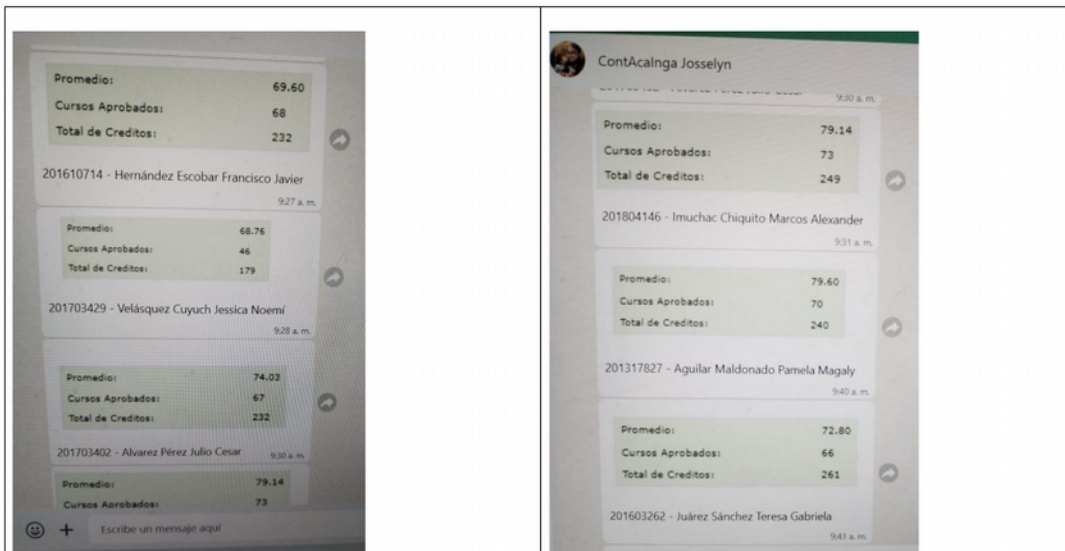 Promedio: 69.60
Cursos Aprobados: 68
Total de Creditos: 232
201610714 - Hernández Escobar Francisco Javier
9:27 a. m.
Promedio: 68.76
Cursos Aprobados: 46
Total de Creditos: 179
201703429 - Velásquez Cuyuch Jessica Noemí
9:28 a. m.
Promedio: 74.03
Cursos Aprobados: 67
Total de Creditos: 232
201703402 - Alvarez Pérez Julio Cesar
9:30 a. m.
Promedio: 79.14
Cursos Aprobados: 73
Escribe un mensaje aquí
ContAcaInga Josselyn
9:30 a. m.
Promedio: 79.14
Cursos Aprobados: 73
Total de Creditos: 249
201804146 - Imuchac Chiquito Marcos Alexander
9:31 a. m.
Promedio: 79.60
Cursos Aprobados: 70
Total de Creditos: 240
201317827 - Aguilar Maldonado Pamela Magaly
9:40 a. m.
Promedio: 72.80
Cursos Aprobados: 66
Total de Creditos: 261
201603262 - Juárez Sánchez Teresa Gabriela
9:41 a. m.